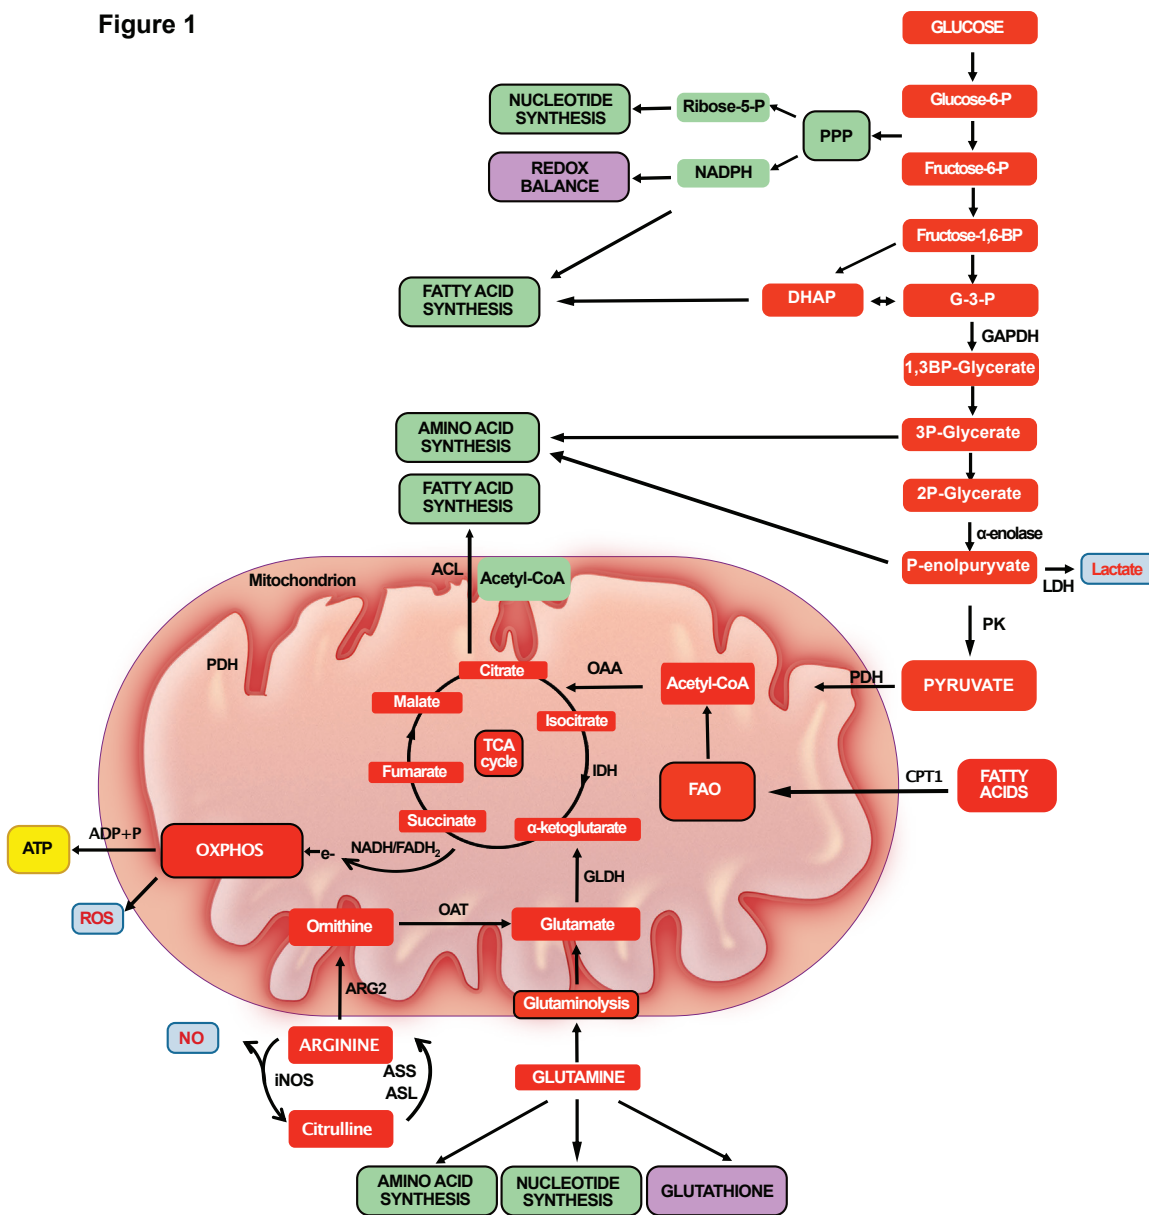 Figure 1
GLUCOSE
Glucose-6-P
NUCLEOTIDE
SYNTHESIS
Ribose-5-P
PPP
REDOX
BALANCE
NADPH
Fructose-6-P
Fructose-1,6-BP
FATTY ACID
SYNTHESIS
DHAP
G-3-P
GAPDH
1,3BP-Glycerate
AMINO ACID
SYNTHESIS
3P-Glycerate
FATTY ACID
SYNTHESIS
2P-Glycerate
α-enolase
P-enolpuryvate
Lactate
LDH
PK
Mitochondrion
ACL
Acetyl-CoA
PDH
Citrate
OAA
Acetyl-CoA
PDH
PYRUVATE
Malate
Isocitrate
TCA
cycle
Fumarate
IDH
FAO
CPT1
FATTY
ACIDS
Succinate
α-ketoglutarate
ATP
ADP+P
OXPHOS
e-
NADH/FADH₂
GLDH
ROS
Ornithine
OAT
Glutamate
ARG2
Glutaminolysis
NO
ARGININE
iNOS
ASS
ASL
GLUTAMINE
Citrulline
AMINO ACID
SYNTHESIS
NUCLEOTIDE
SYNTHESIS
GLUTATHIONE